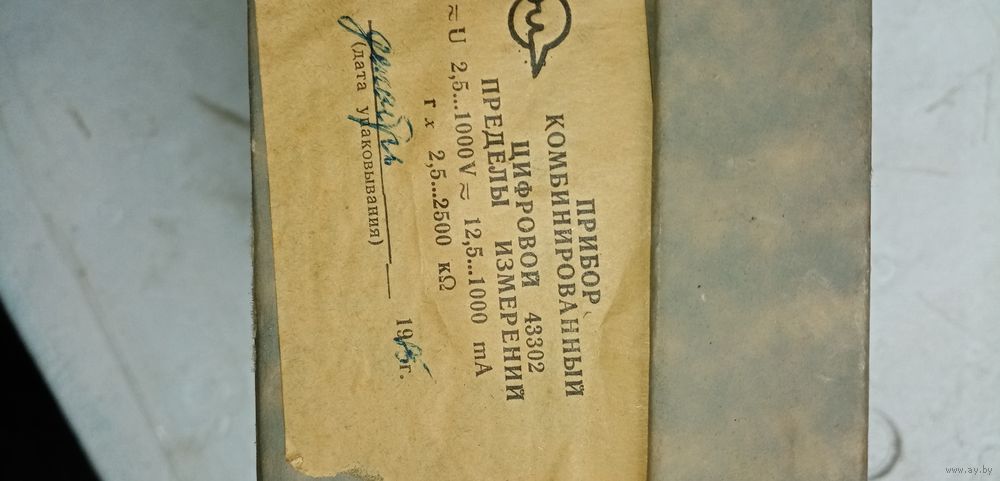 ПРИБОР
КОМБИНИРОВАННЫЙ
ЦИФРОВОЙ 43302
ПРЕДЕЛЫ ИЗМЕРЕНИЙ
≈ U 2,5...1000V ≂ 12,5...1000 mA
r x 2,5...2500 кΩ
19 г.
(дата упаковывания)
www.ay.by